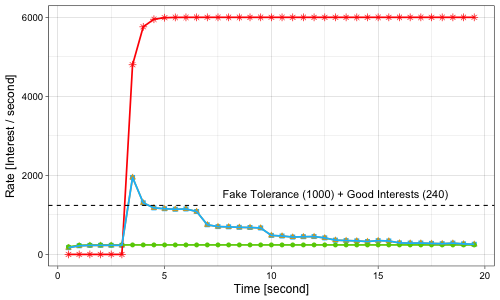 6000
4000
2000
0
Rate [Interest / second]
Fake Tolerance (1000) + Good Interests (240)
0 5 10 15 20
Time [second]